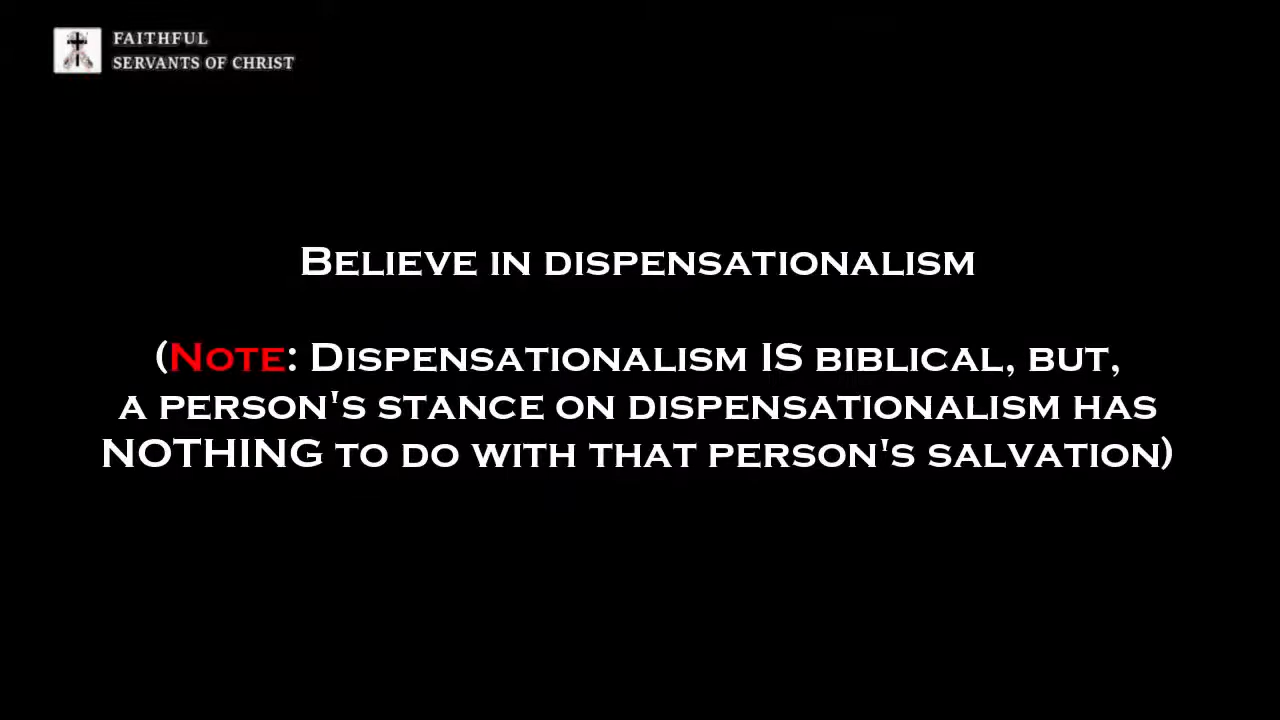 FAITHFUL
SERVANTS OF CHRIST
BELIEVE IN DISPENSATIONALISM
(NOTE: DISPENSATIONALISM IS BIBLICAL, BUT,
A PERSON'S STANCE ON DISPENSATIONALISM HAS
NOTHING TO DO WITH THAT PERSON'S SALVATION)